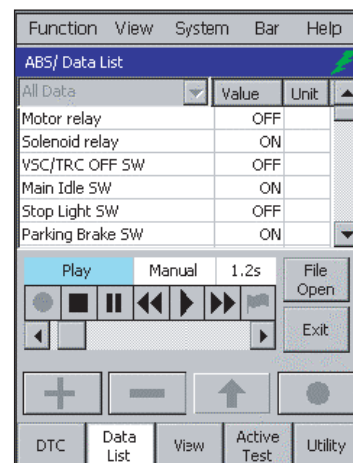 Function View System Bar Help
ABS/ Data List
All Data Value Unit
Motor relay OFF
Solenoid relay ON
VSC/TRC OFF SW ON
Main Idle SW ON
Stop Light SW OFF
Parking Brake SW ON
Play Manual 1.2s File Open
Exit
DTC Data List View Active Test Utility